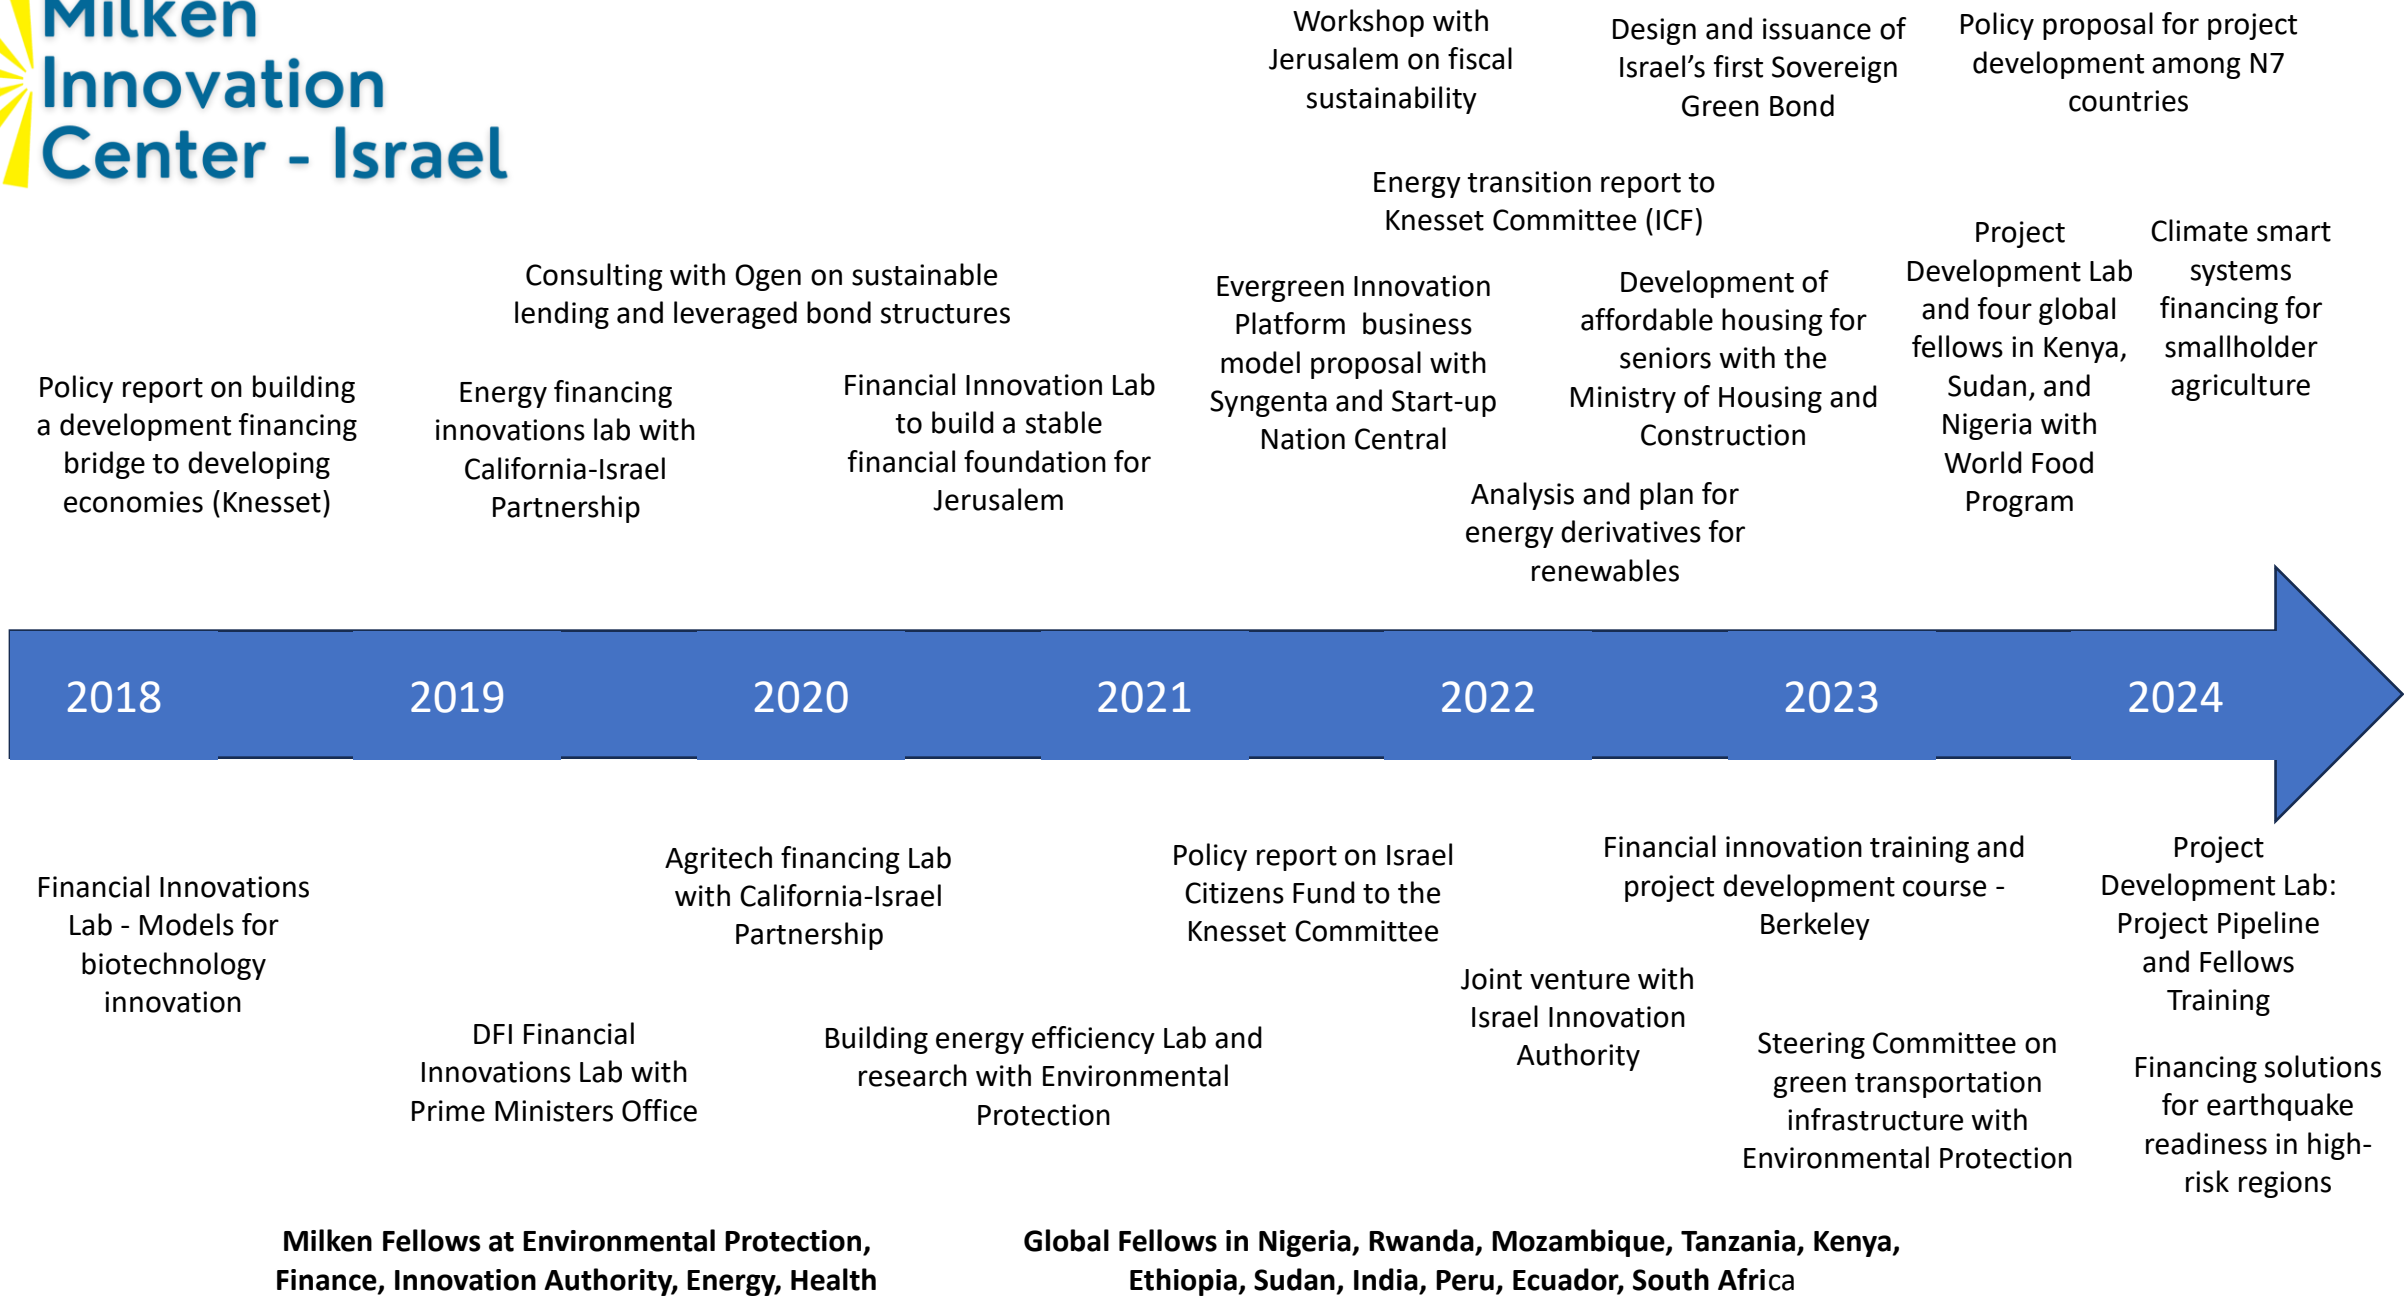 Milken
Innovation
Center - Israel
Workshop with
Jerusalem on fiscal
sustainability
Design and issuance of
Israel’s first Sovereign
Green Bond
Policy proposal for project
development among N7
countries
Energy transition report to
Knesset Committee (ICF)
Consulting with Ogen on sustainable
lending and leveraged bond structures
Policy report on building
a development financing
bridge to developing
economies (Knesset)
Energy financing
innovations lab with
California-Israel
Partnership
Financial Innovation Lab
to build a stable
financial foundation for
Jerusalem
Evergreen Innovation
Platform  business
model proposal with
Syngenta and Start-up
Nation Central
Development of
affordable housing for
seniors with the
Ministry of Housing and
Construction
Analysis and plan for
energy derivatives for
renewables
Project
Development Lab
and four global
fellows in Kenya,
Sudan, and
Nigeria with
World Food
Program
Climate smart
systems
financing for
smallholder
agriculture
2018
2019
2020
2021
2022
2023
2024
Financial Innovations
Lab - Models for
biotechnology
innovation
DFI Financial
Innovations Lab with
Prime Ministers Office
Agritech financing Lab
with California-Israel
Partnership
Building energy efficiency Lab and
research with Environmental
Protection
Policy report on Israel
Citizens Fund to the
Knesset Committee
Joint venture with
Israel Innovation
Authority
Financial innovation training and
project development course -
Berkeley
Steering Committee on
green transportation
infrastructure with
Environmental Protection
Project
Development Lab:
Project Pipeline
and Fellows
Training
Financing solutions
for earthquake
readiness in high-
risk regions
Milken Fellows at Environmental Protection,
Finance, Innovation Authority, Energy, Health
Global Fellows in Nigeria, Rwanda, Mozambique, Tanzania, Kenya,
Ethiopia, Sudan, India, Peru, Ecuador, South Africa